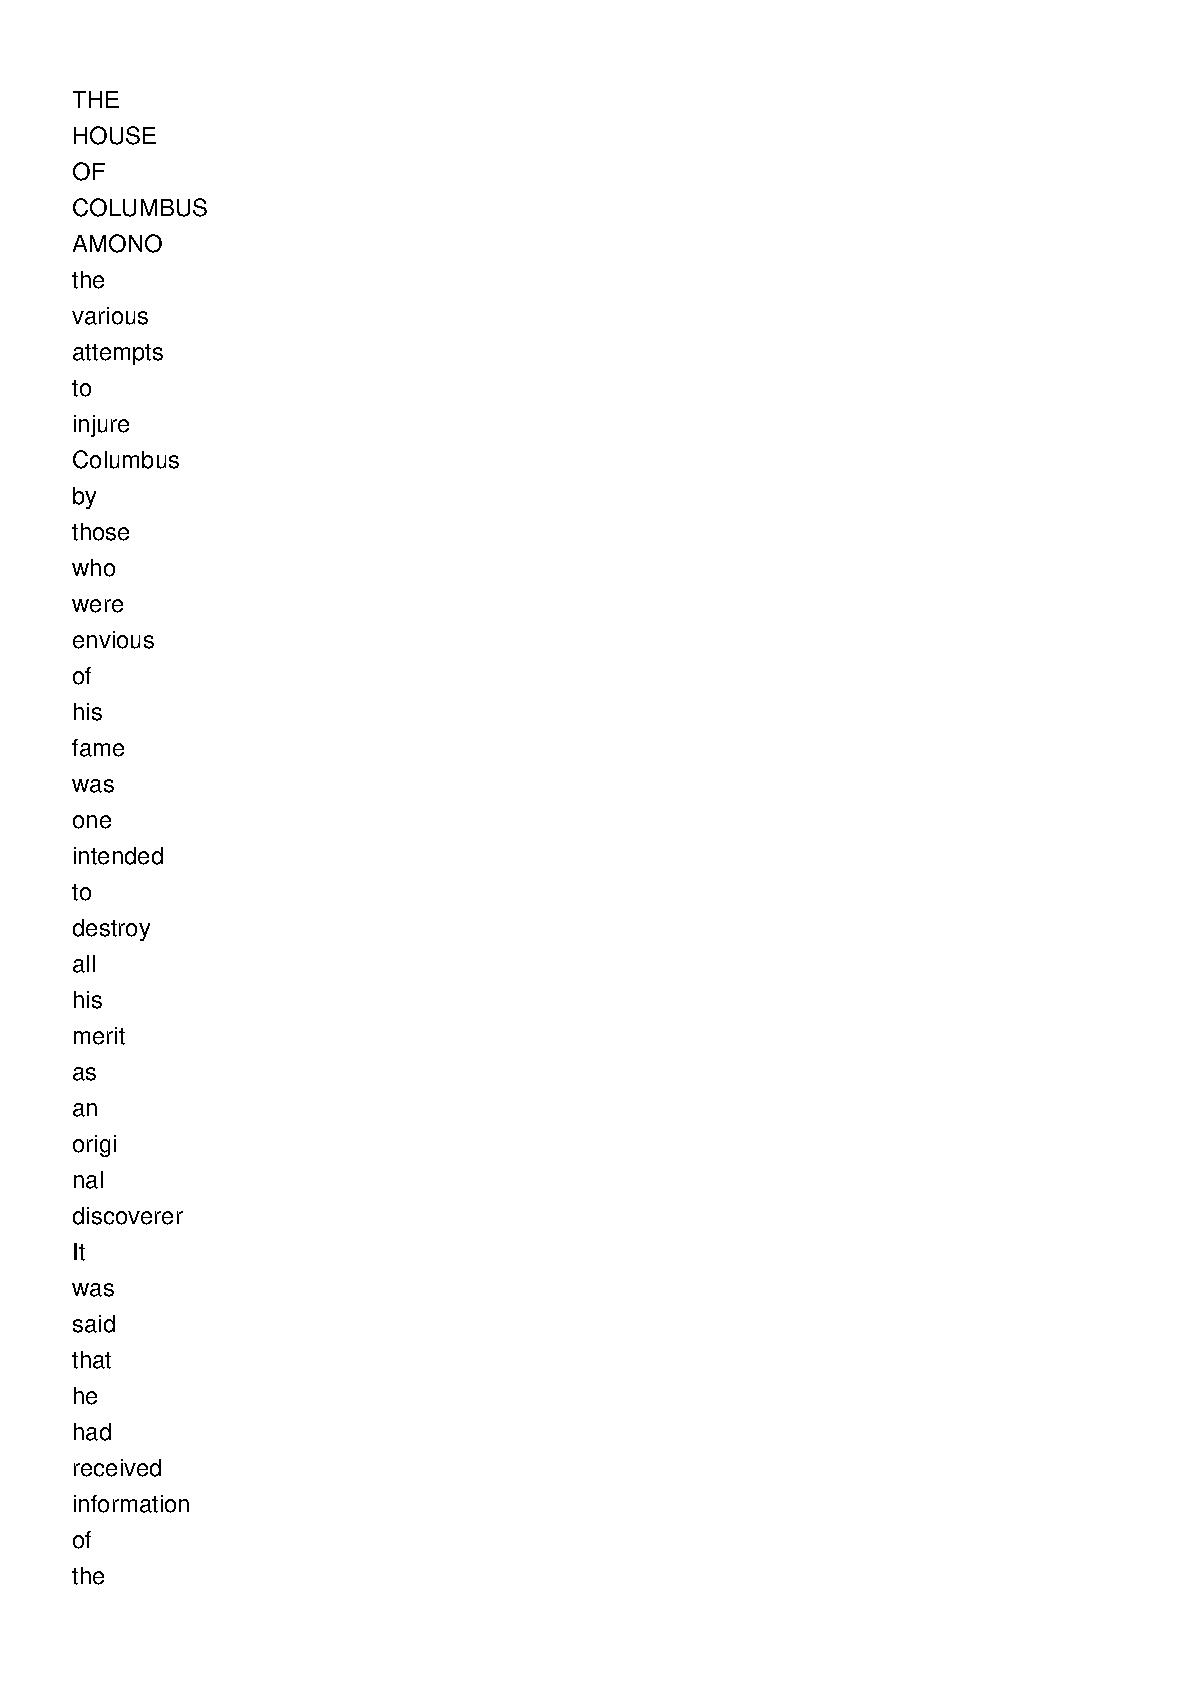 THE
HOUSE
OF
COLUMBUS
AMONO
the
various
attempts
to
injure
Columbus
by
those
who
were
envious
of
his
fame
was
one
intended
to
destroy
all
his
merit
as
an
origi
nal
discoverer
It
was
said
that
he
had
received
information
of
the